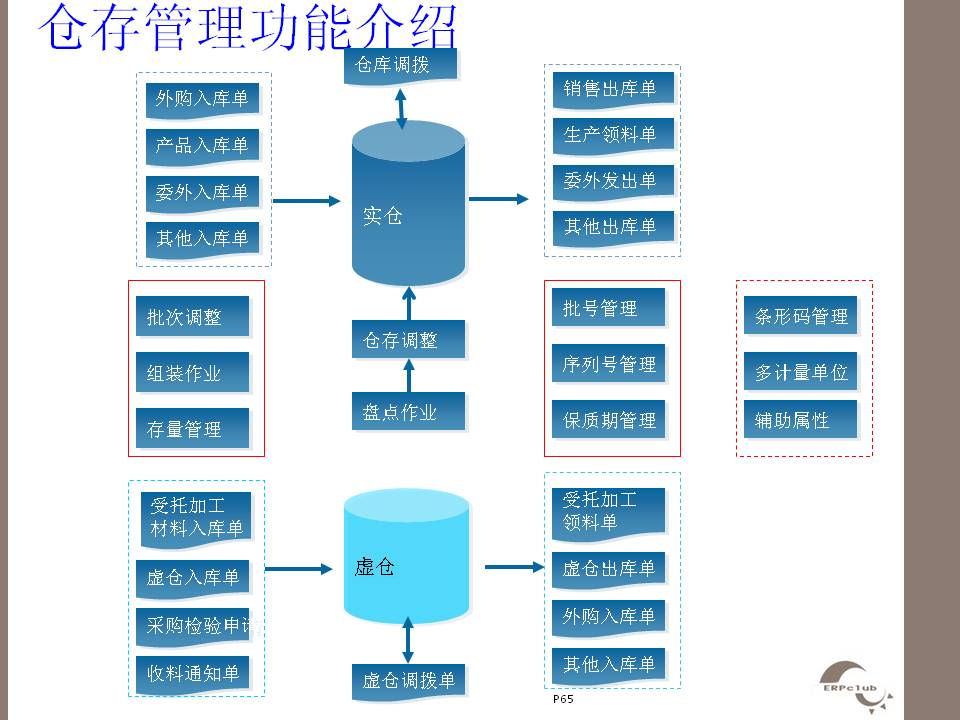 仓存管理功能介绍
仓库调拨
外购入库单
产品入库单
委外入库单
其他入库单
实仓
销售出库单
生产领料单
委外发出单
其他出库单
批次调整
组装作业
存量管理
仓存调整
盘点作业
批号管理
序列号管理
保质期管理
条形码管理
多计量单位
辅助属性
受托加工
材料入库单
虚仓入库单
采购检验申请
收料通知单
虚仓
虚仓调拨单
受托加工
领料单
虚仓出库单
外购入库单
其他入库单
P65
ERPclub